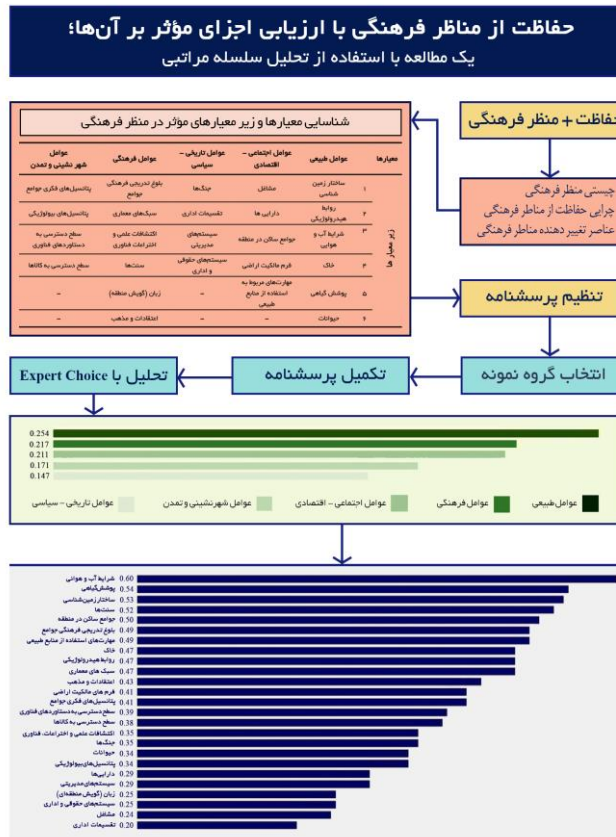 حفاظت از مناظر فرهنگی با ارزیابی اجزای مؤثر بر آن‌ها؛
یک مطالعه با استفاده از تحلیل سلسله مراتبی
حفاظت + منظر فرهنگی
چیستی منظر فرهنگی
چرایی حفاظت از مناظر فرهنگی
عناصر تغییر دهنده مناظر فرهنگی
شناسایی معیارها و زیر معیارهای مؤثر در منظر فرهنگی
معیارها عوامل طبیعی عوامل اجتماعی – اقتصادی عوامل تاریخی – سیاسی عوامل فرهنگی عوامل شهر نشینی و تمدن
زیر معیار ها
۱ ساختار زمین شناسی مشاغل جنگ‌ها بلوغ تدریجی فرهنگی جوامع پتانسیل‌های فکری جوامع
۲ روابط هیدرولوژیکی دارایی ها تقسیمات اداری سبک‌های معماری پتانسیل‌های بیولوژیکی
۳ شرایط آب و هوایی جوامع ساکن در منطقه سیستم‌های مدیریتی اکتشافات علمی و اختراعات فناوری سطح دسترسی به دستاوردهای فناوری
۴ خاک فرم مالکیت اراضی سیستم‌های حقوقی و اداری سنت‌ها سطح دسترسی به کالاها
۵ پوشش گیاهی مهارت‌های مربوط به استفاده از منابع طبیعی – زبان (گویش منطقه) –
۶ حیوانات – – اعتقادات و مذهب –
تنظیم پرسشنامه
انتخاب گروه نمونه
تکمیل پرسشنامه
تحلیل با Expert Choice
0.254
0.217
0.211
0.171
0.147
عوامل طبیعی عوامل فرهنگی عوامل اجتماعی – اقتصادی عوامل شهرنشینی و تمدن عوامل تاریخی – سیاسی
شرایط آب و هوائی 0.60
پوشش‌گیاهی 0.54
ساختار زمین‌شناسی 0.53
سنت‌ها 0.52
جوامع ساکن در منطقه 0.50
بلوغ تدریجی فرهنگی جوامع 0.49
مهارت‌های استفاده از منابع طبیعی 0.49
خاک 0.47
روابط هیدرولوژیکی 0.47
سبک های معماری 0.47
اعتقادات و مذهب 0.43
فرم های مالکیت اراضی 0.41
پتانسیل‌های فکری جوامع 0.41
سطح دسترسی به دستاوردهای فناوری 0.39
سطح دسترسی به کالاها 0.38
اکتشافات علمی و اختراعات، فناوری 0.35
جنگ‌ها 0.35
حیوانات 0.34
پتانسیل‌های بیولوژیکی 0.34
دارایی‌ها 0.29
سیستم‌های مدیریتی 0.29
زبان (گویش منطقه‌ای) 0.25
سیستم‌های حقوقی و اداری 0.25
مشاغل 0.24
تقسیمات اداری 0.20